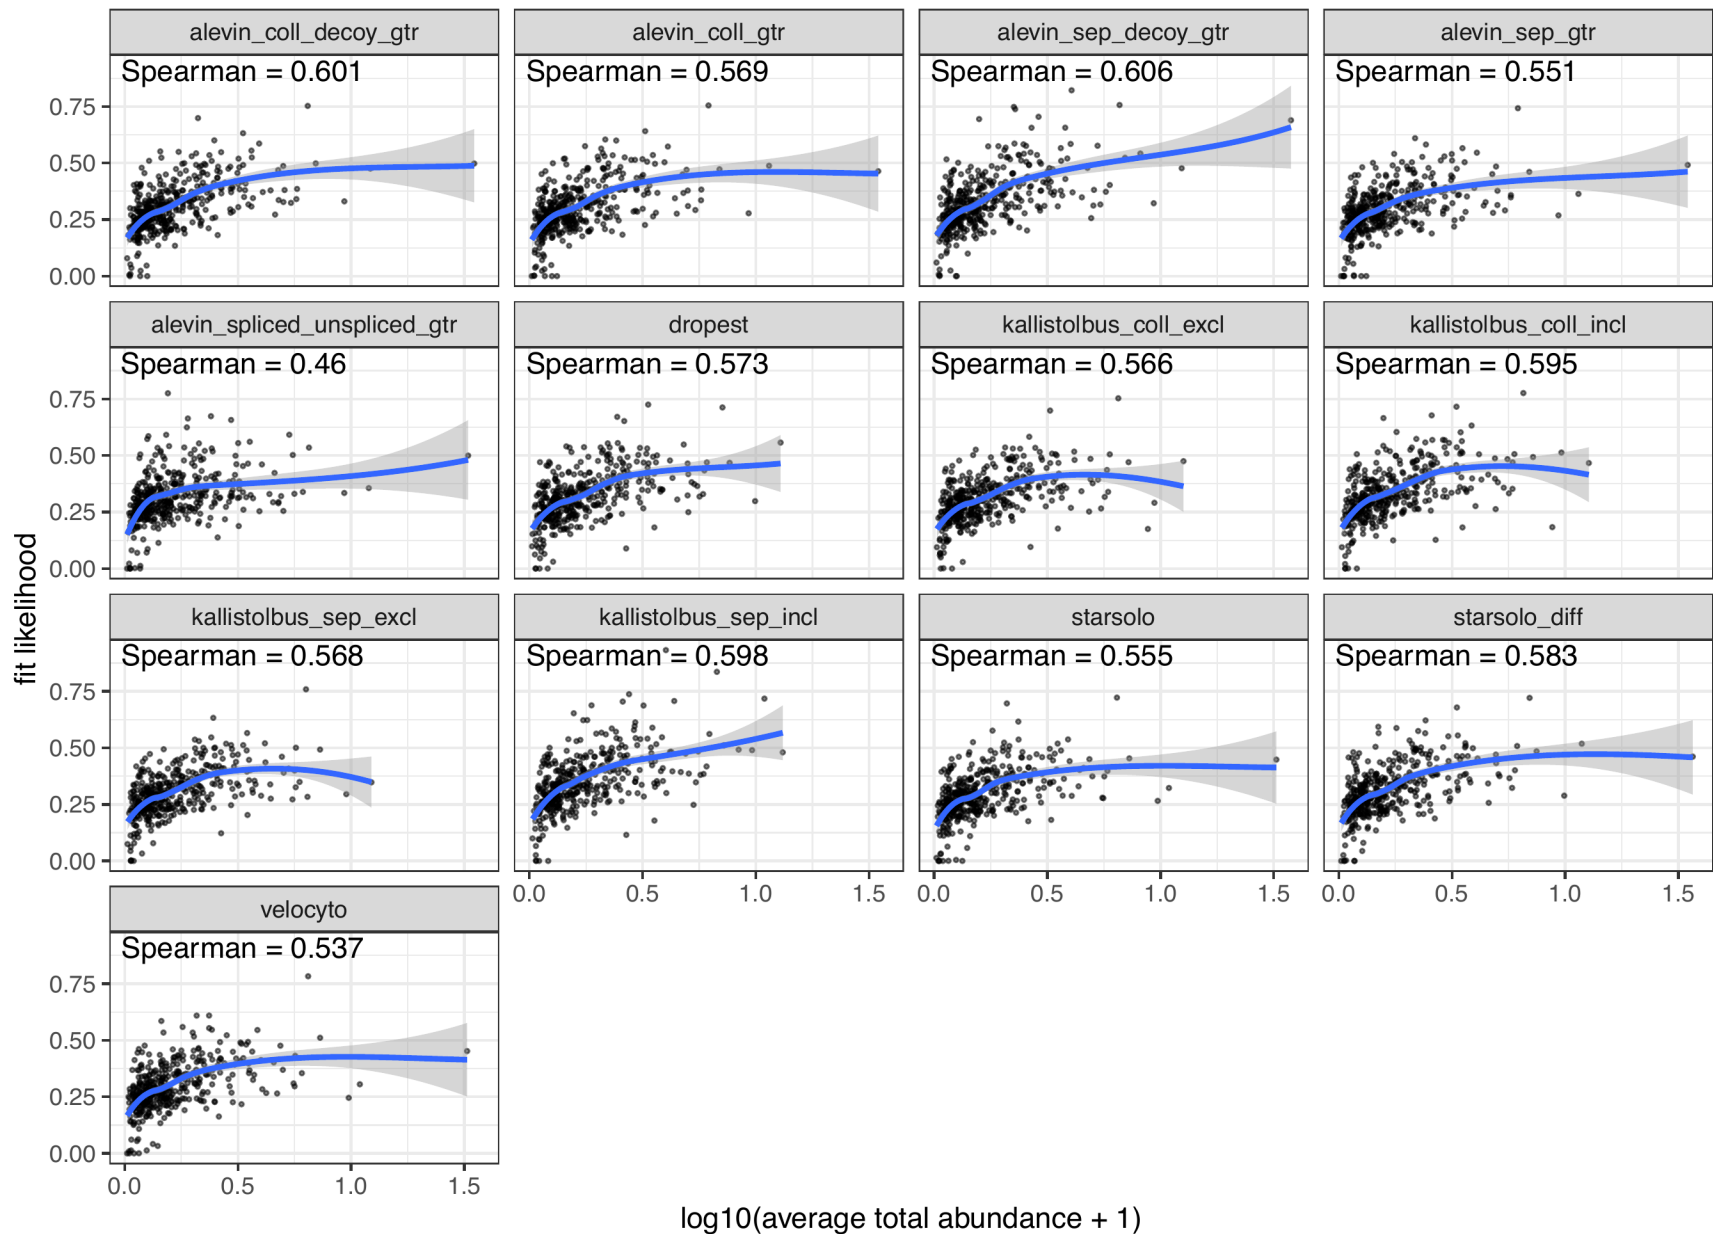 alevin_coll_decoy_gtr
alevin_coll_gtr
alevin_sep_decoy_gtr
alevin_sep_gtr
Spearman = 0.601
Spearman = 0.569
Spearman = 0.606
Spearman = 0.551
0.75
0.50
0.25
0.00
alevin_spliced_unspliced_gtr
dropest
kallistolbus_coll_excl
kallistolbus_coll_incl
Spearman = 0.46
Spearman = 0.573
Spearman = 0.566
Spearman = 0.595
0.75
0.50
0.25
0.00
fit likelihood
kallistolbus_sep_excl
kallistolbus_sep_incl
starsolo
starsolo_diff
Spearman = 0.568
Spearman = 0.598
Spearman = 0.555
Spearman = 0.583
0.75
0.50
0.25
0.00
0.0 0.5 1.0 1.5
0.0 0.5 1.0 1.5
0.0 0.5 1.0 1.5
velocyto
Spearman = 0.537
0.75
0.50
0.25
0.00
0.0 0.5 1.0 1.5
log10(average total abundance + 1)